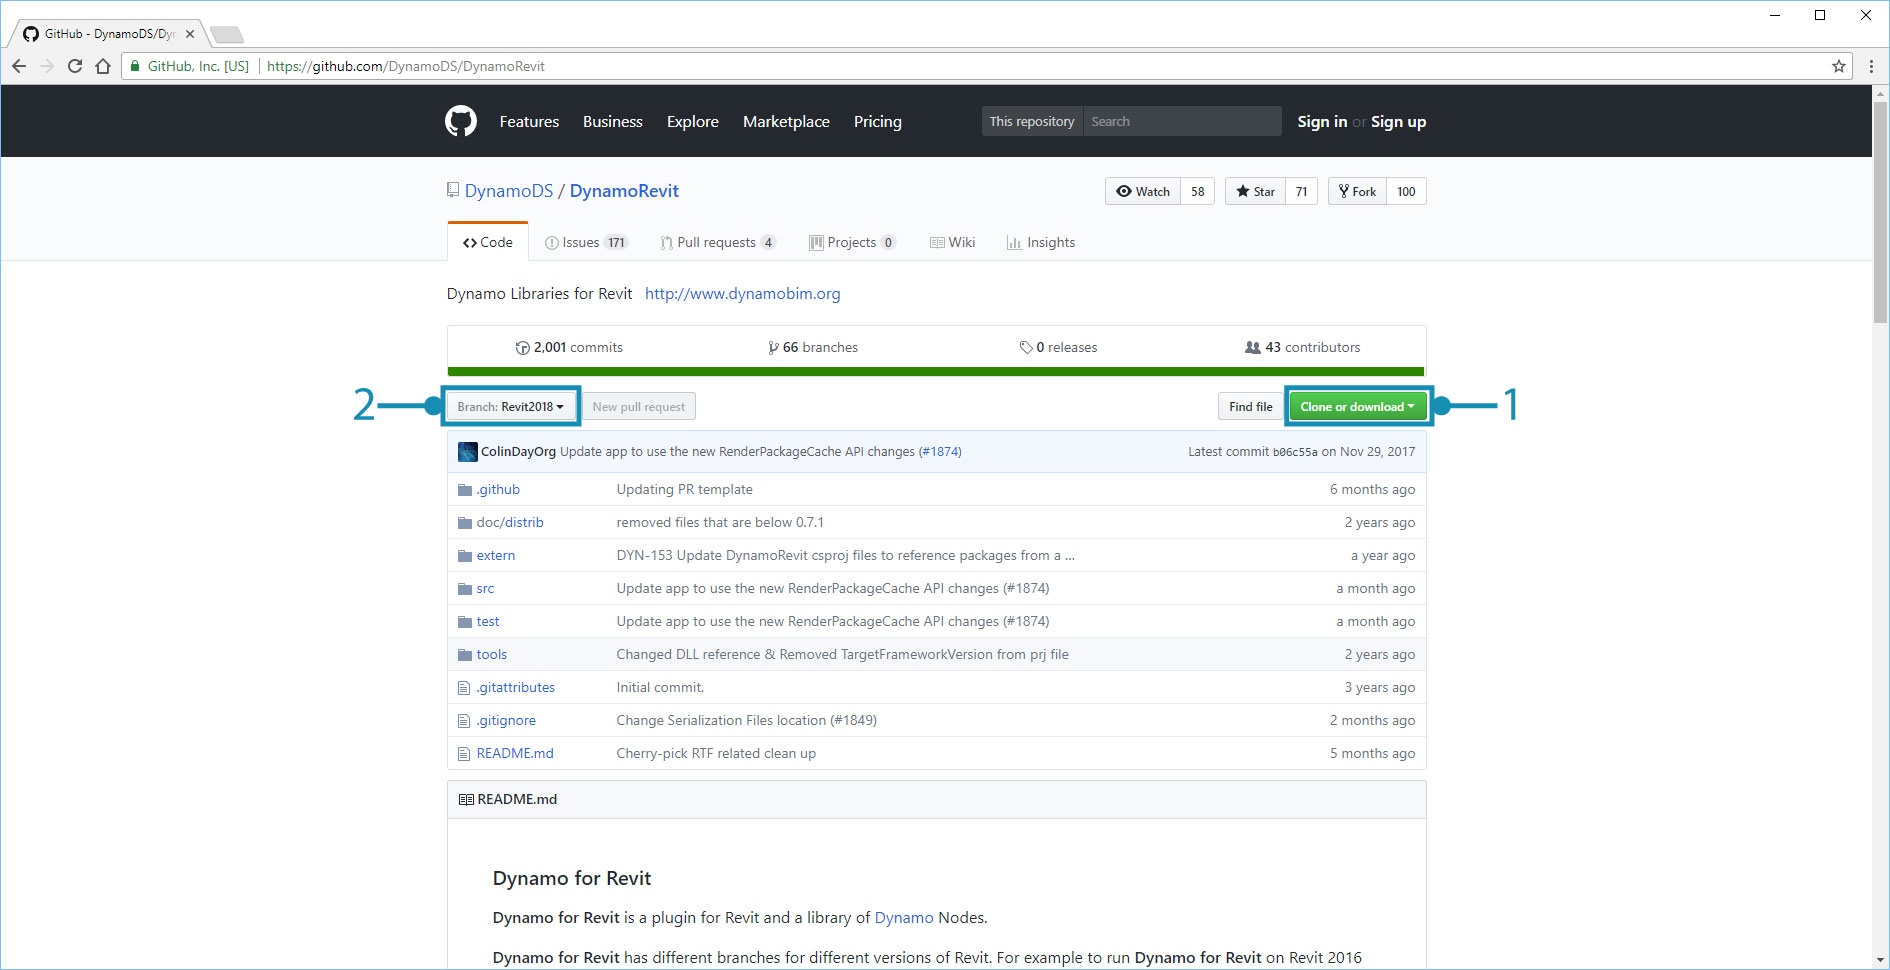 GitHub - DynamoDS/Dyn
GitHub, Inc. [US] https://github.com/DynamoDS/DynamoRevit
Features Business Explore Marketplace Pricing This repository Search Sign in or Sign up
DynamoDS / DynamoRevit Watch 58 Star 71 Fork 100
Code Issues 171 Pull requests 4 Projects 0 Wiki Insights
Dynamo Libraries for Revit http://www.dynamobim.org
2,001 commits 66 branches 0 releases 43 contributors
2 Branch: Revit2018 New pull request Find file Clone or download 1
ColinDayOrg Update app to use the new RenderPackageCache API changes (#1874) Latest commit b06c55a on Nov 29, 2017
.github Updating PR template 6 months ago
doc/distrib removed files that are below 0.7.1 2 years ago
extern DYN-153 Update DynamoRevit csproj files to reference packages from a ... a year ago
src Update app to use the new RenderPackageCache API changes (#1874) a month ago
test Update app to use the new RenderPackageCache API changes (#1874) a month ago
tools Changed DLL reference & Removed TargetFrameworkVersion from prj file 2 years ago
.gitattributes Initial commit. 3 years ago
.gitignore Change Serialization Files location (#1849) 2 months ago
README.md Cherry-pick RTF related clean up 5 months ago
README.md
Dynamo for Revit
Dynamo for Revit is a plugin for Revit and a library of Dynamo Nodes.
Dynamo for Revit has different branches for different versions of Revit. For example to run Dynamo for Revit on Revit 2016